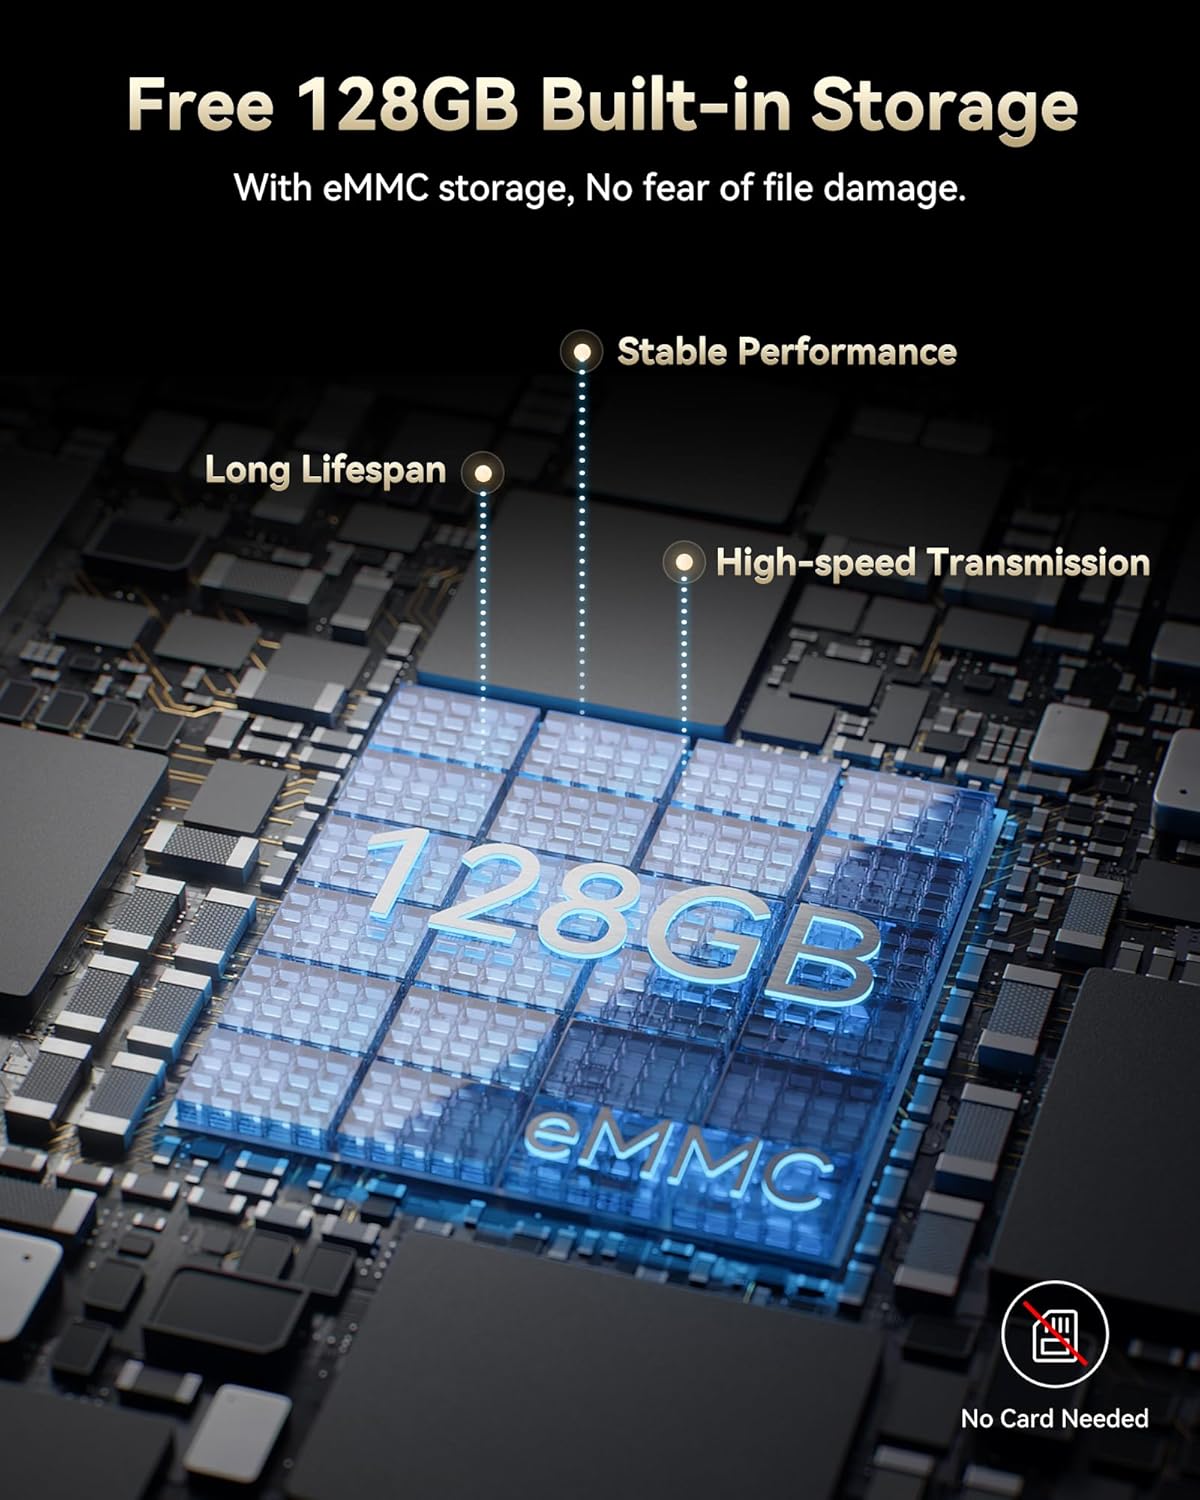 Free 128GB Built-in Storage
With eMMC storage, No fear of file damage.
Stable Performance
Long Lifespan
High-speed Transmission
128GB
eMMC
No Card Needed